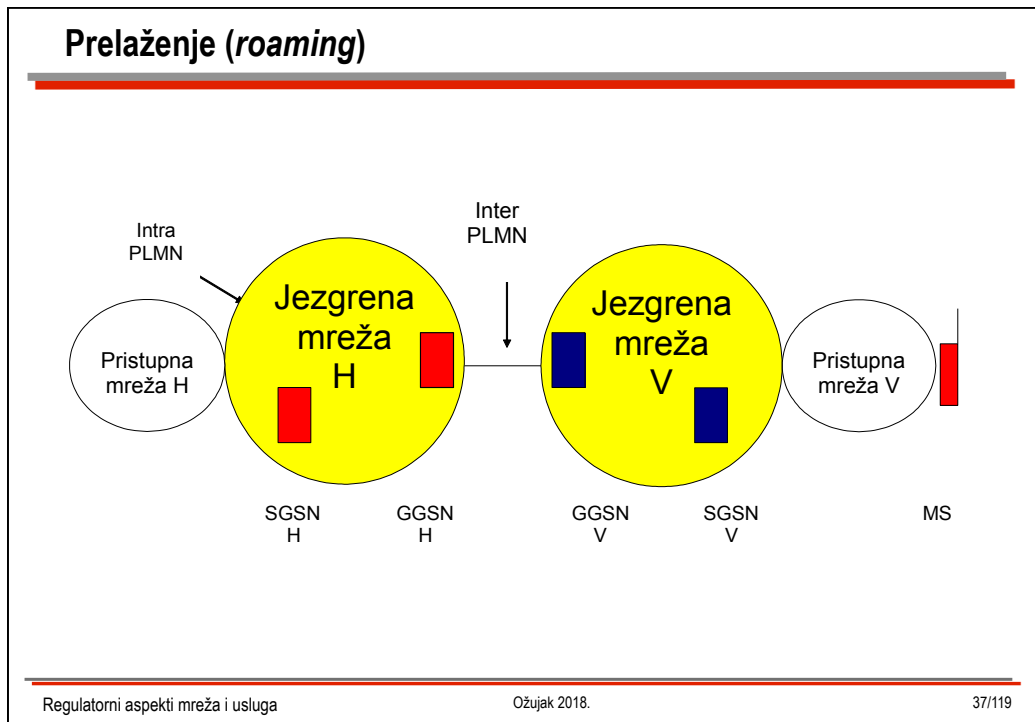 Prelaženje (roaming)
Inter
PLMN
Intra
PLMN
Jezgrena
mreža
H
Jezgrena
mreža
V
Pristupna
mreža H
Pristupna
mreža V
SGSN
H
GGSN
H
GGSN
V
SGSN
V
MS
Regulatorni aspekti mreža i usluga
Ožujak 2018.
37/119